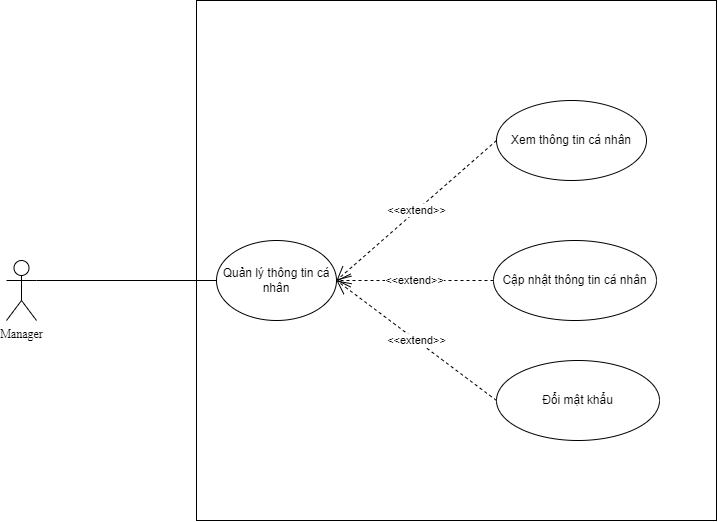 Xem thông tin cá nhân
<<extend>>
Quản lý thông tin cá
nhân
<<extend>>
Cập nhật thông tin cá nhân
Manager
<<extend>>
Đổi mật khẩu